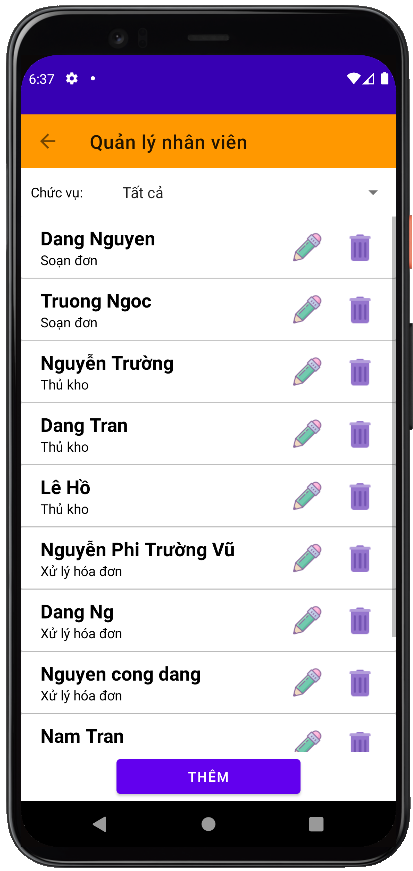 6:37
Quản lý nhân viên
Chức vụ: Tất cả
Dang Nguyen
Soạn đơn
Truong Ngoc
Soạn đơn
Nguyễn Trường
Thủ kho
Dang Tran
Thủ kho
Lê Hồ
Thủ kho
Nguyễn Phi Trường Vũ
Xử lý hóa đơn
Dang Ng
Xử lý hóa đơn
Nguyen cong dang
Xử lý hóa đơn
Nam Tran
THÊM